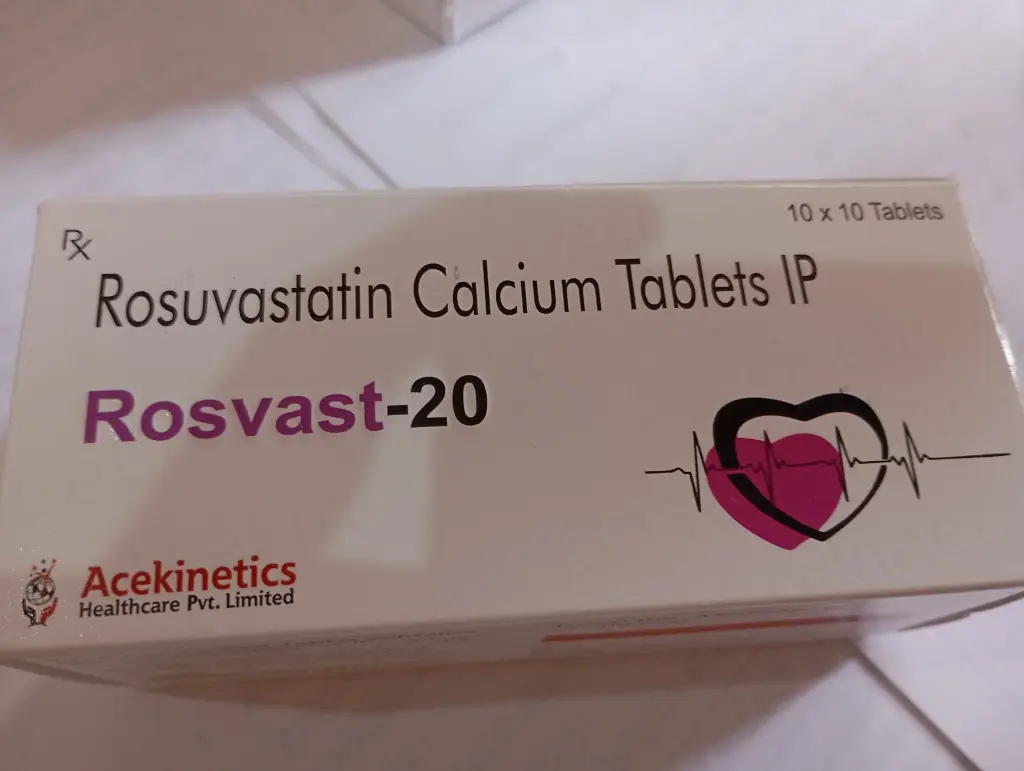 Rx
10 x 10 Tablets
Rosuvastatin Calcium Tablets IP
Rosvast-20
Acekinetics
Healthcare Pvt. Limited